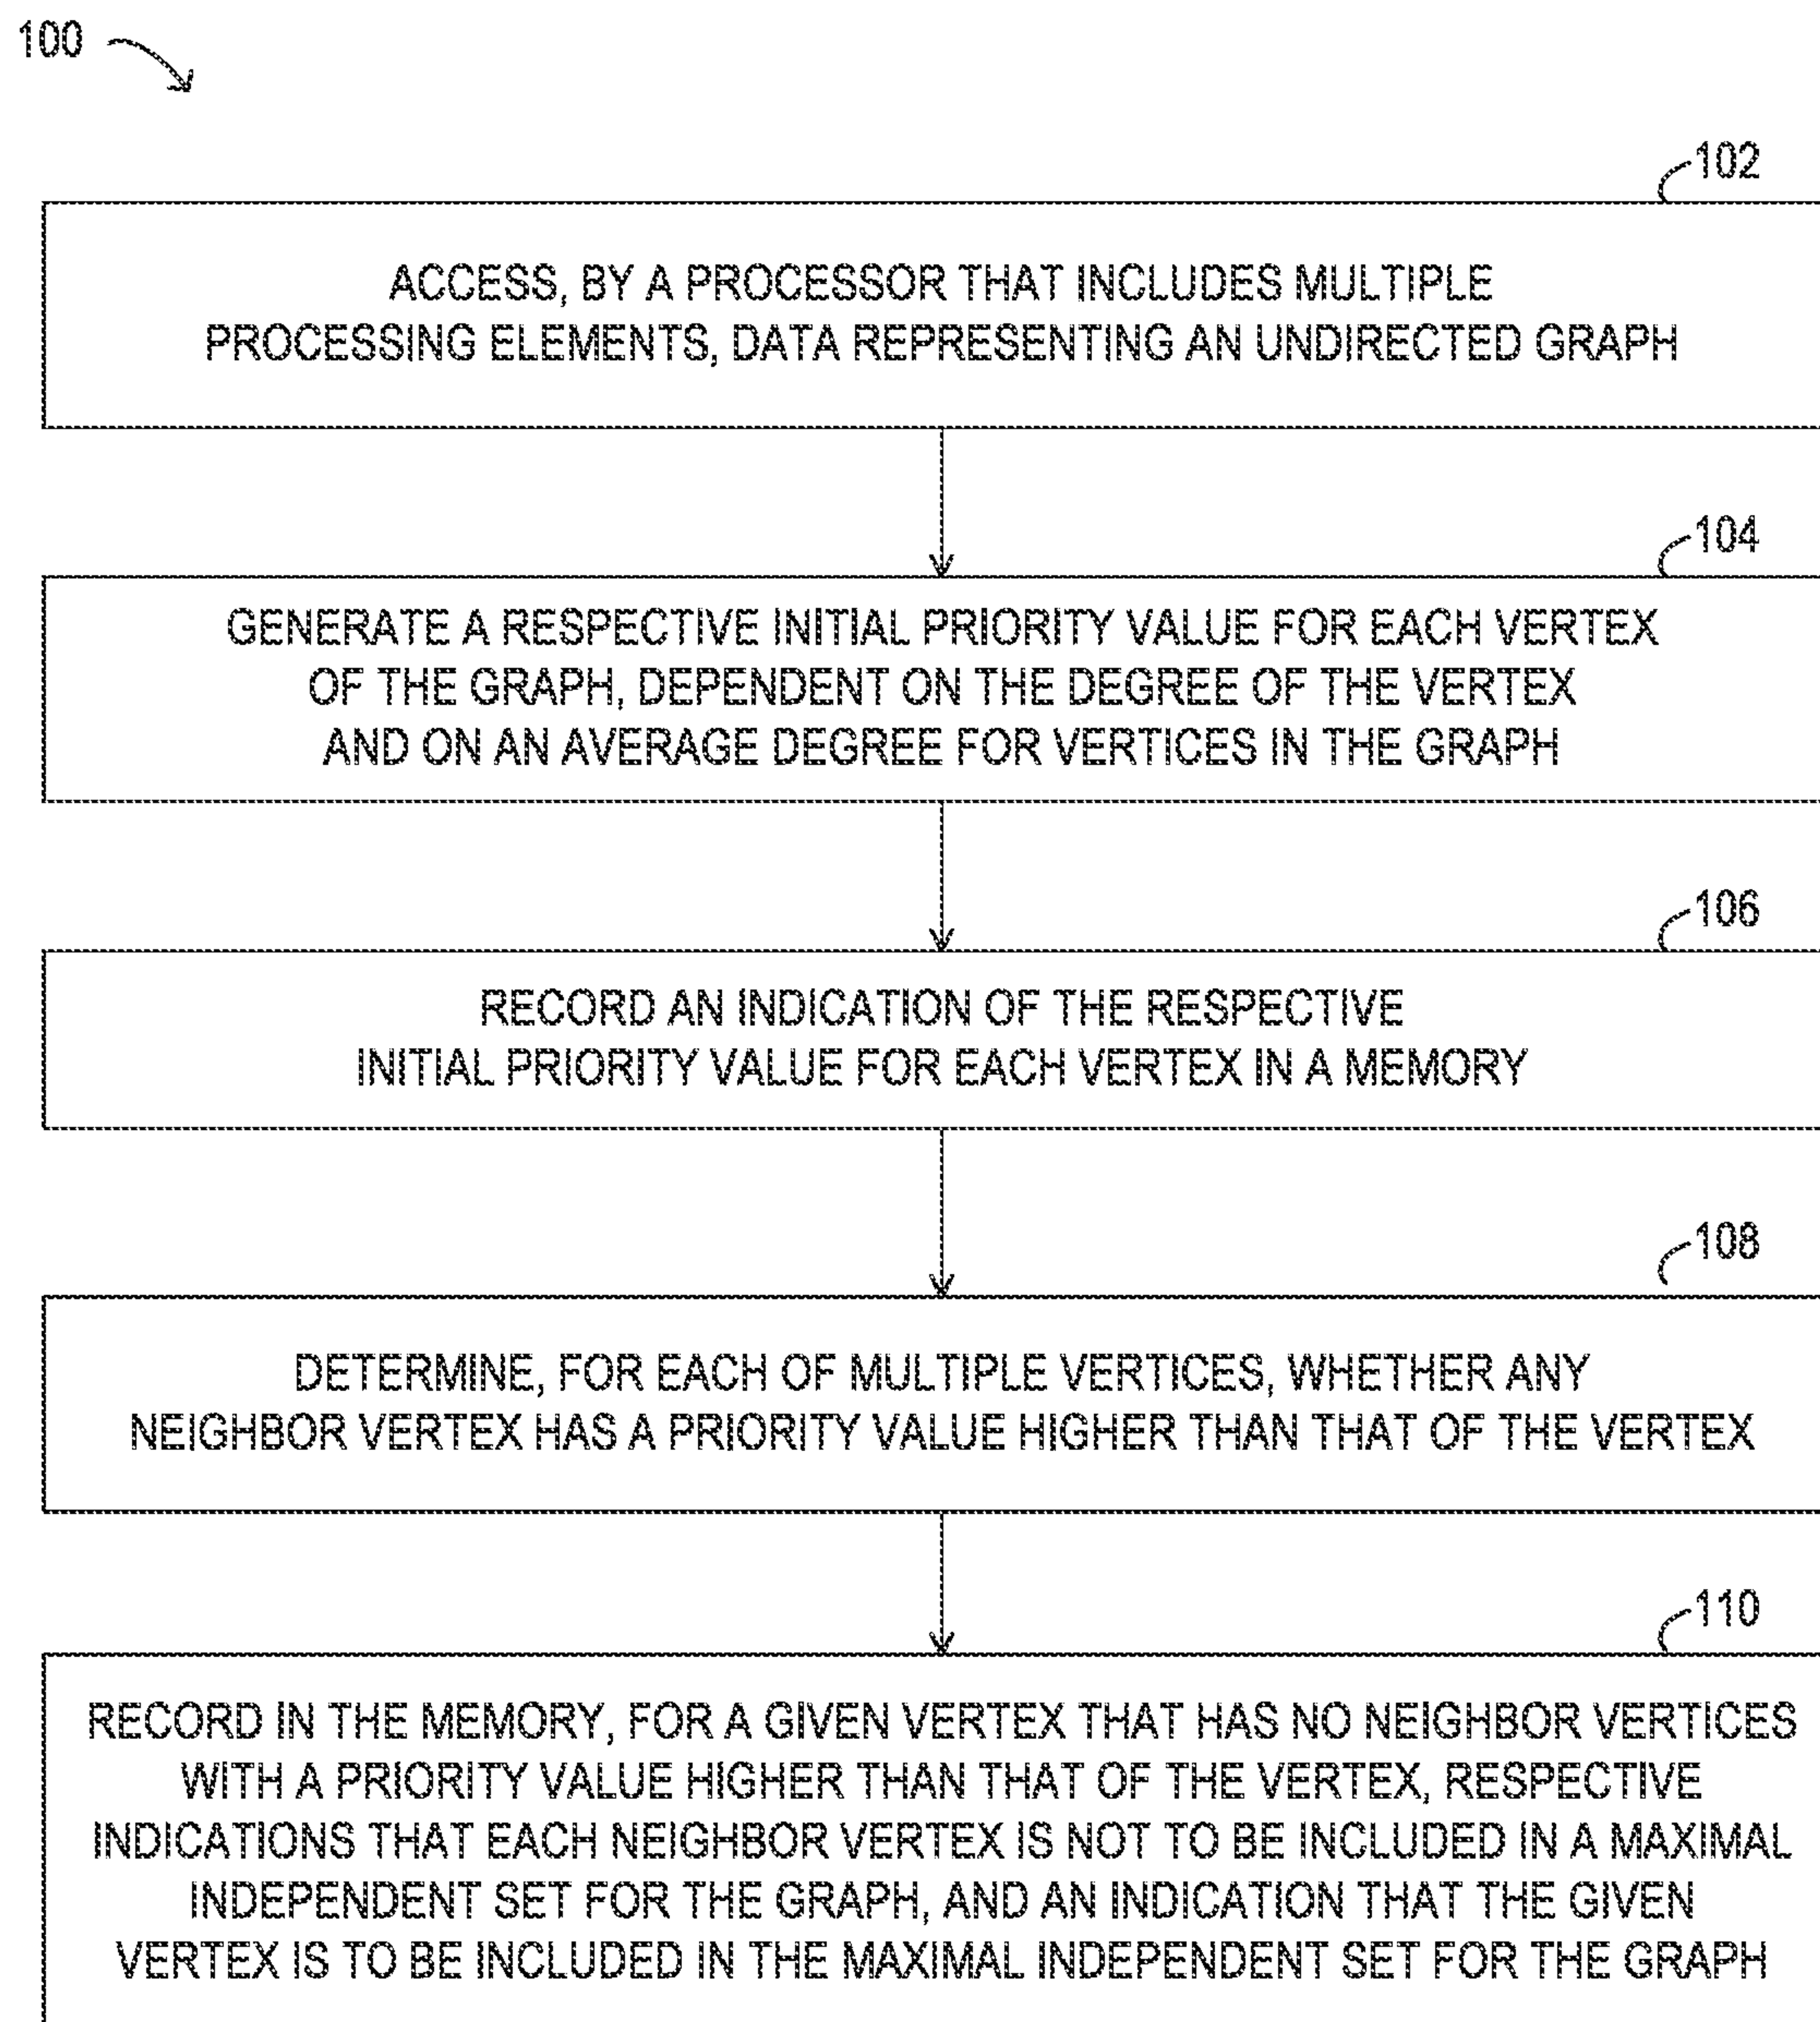 100
102
ACCESS, BY A PROCESSOR THAT INCLUDES MULTIPLE
PROCESSING ELEMENTS, DATA REPRESENTING AN UNDIRECTED GRAPH
104
GENERATE A RESPECTIVE INITIAL PRIORITY VALUE FOR EACH VERTEX
OF THE GRAPH, DEPENDENT ON THE DEGREE OF THE VERTEX
AND ON AN AVERAGE DEGREE FOR VERTICES IN THE GRAPH
106
RECORD AN INDICATION OF THE RESPECTIVE
INITIAL PRIORITY VALUE FOR EACH VERTEX IN A MEMORY
108
DETERMINE, FOR EACH OF MULTIPLE VERTICES, WHETHER ANY
NEIGHBOR VERTEX HAS A PRIORITY VALUE HIGHER THAN THAT OF THE VERTEX
110
RECORD IN THE MEMORY, FOR A GIVEN VERTEX THAT HAS NO NEIGHBOR VERTICES
WITH A PRIORITY VALUE HIGHER THAN THAT OF THE VERTEX, RESPECTIVE
INDICATIONS THAT EACH NEIGHBOR VERTEX IS NOT TO BE INCLUDED IN A MAXIMAL
INDEPENDENT SET FOR THE GRAPH, AND AN INDICATION THAT THE GIVEN
VERTEX IS TO BE INCLUDED IN THE MAXIMAL INDEPENDENT SET FOR THE GRAPH